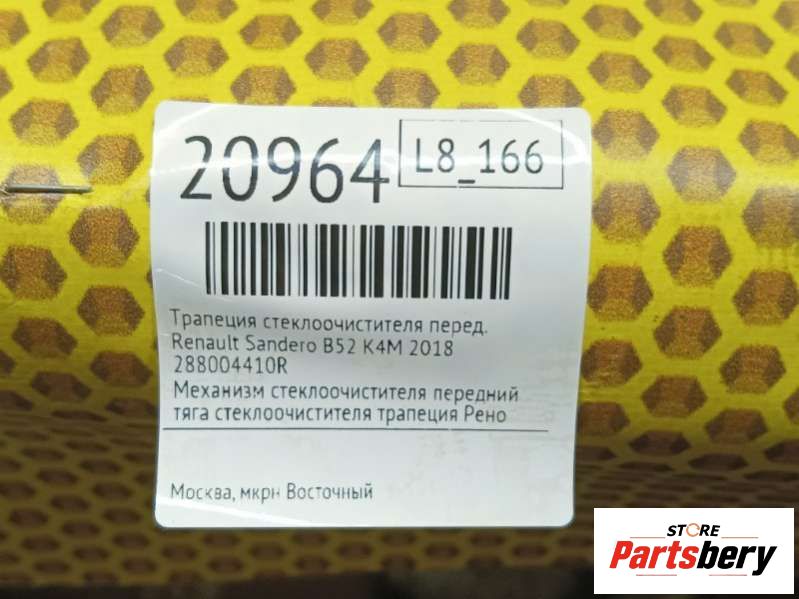 20964
L8_166
Трапеция стеклоочистителя перед.
Renault Sandero B52 K4M 2018
288004410R
Механизм стеклоочистителя передний
тяга стеклоочистителя трапеция Рено
Москва, мкрн Восточный
STORE
Partsbery